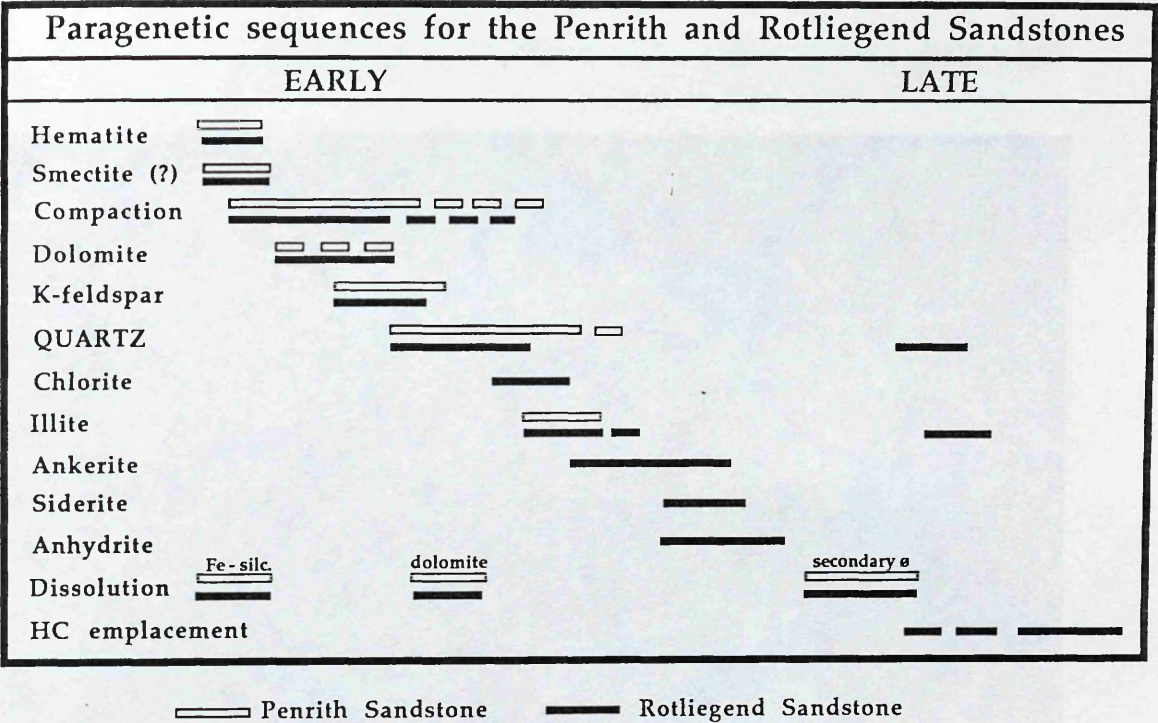 Paragenetic sequences for the Penrith and Rotliegend Sandstones
EARLY LATE
Hematite
Smectite (?)
Compaction
Dolomite
K-feldspar
QUARTZ
Chlorite
Illite
Ankerite
Siderite
Anhydrite
Fe - silc. dolomite secondary ø
Dissolution
HC emplacement
Penrith Sandstone Rotliegend Sandstone